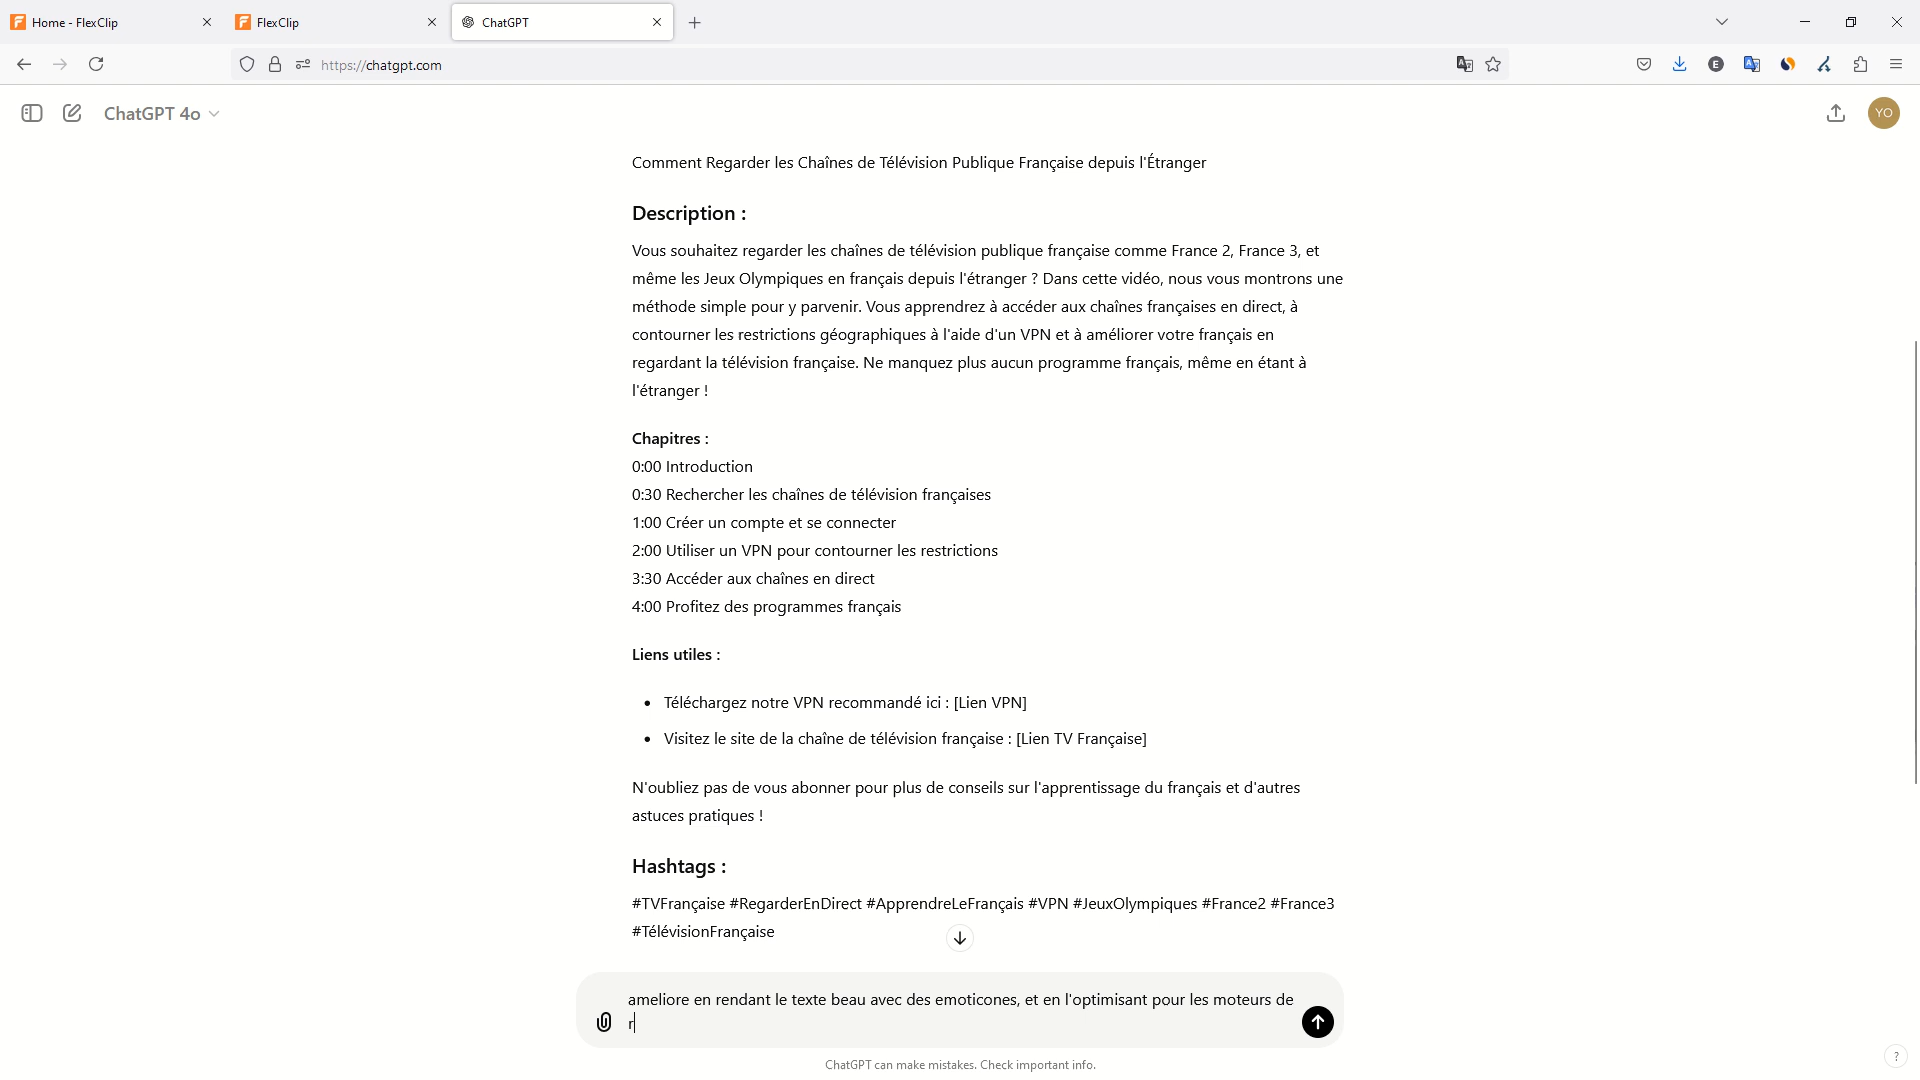 Home - FlexClip
FlexClip
ChatGPT
https://chatgpt.com
ChatGPT 4o
YO
Comment Regarder les Chaînes de Télévision Publique Française depuis l'Étranger
Description :
Vous souhaitez regarder les chaînes de télévision publique française comme France 2, France 3, et
même les Jeux Olympiques en français depuis l'étranger ? Dans cette vidéo, nous vous montrons une
méthode simple pour y parvenir. Vous apprendrez à accéder aux chaînes françaises en direct, à
contourner les restrictions géographiques à l'aide d'un VPN et à améliorer votre français en
regardant la télévision française. Ne manquez plus aucun programme français, même en étant à
l'étranger !
Chapitres :
0:00 Introduction
0:30 Rechercher les chaînes de télévision françaises
1:00 Créer un compte et se connecter
2:00 Utiliser un VPN pour contourner les restrictions
3:30 Accéder aux chaînes en direct
4:00 Profitez des programmes français
Liens utiles :
• Téléchargez notre VPN recommandé ici : [Lien VPN]
• Visitez le site de la chaîne de télévision française : [Lien TV Française]
N'oubliez pas de vous abonner pour plus de conseils sur l'apprentissage du français et d'autres
astuces pratiques !
Hashtags :
#TVFrançaise #RegarderEnDirect #ApprendreLeFrançais #VPN #JeuxOlympiques #France2 #France3
#TélévisionFrançaise
ameliore en rendant le texte beau avec des emoticones, et en l'optimisant pour les moteurs de
r
ChatGPT can make mistakes. Check important info.
?